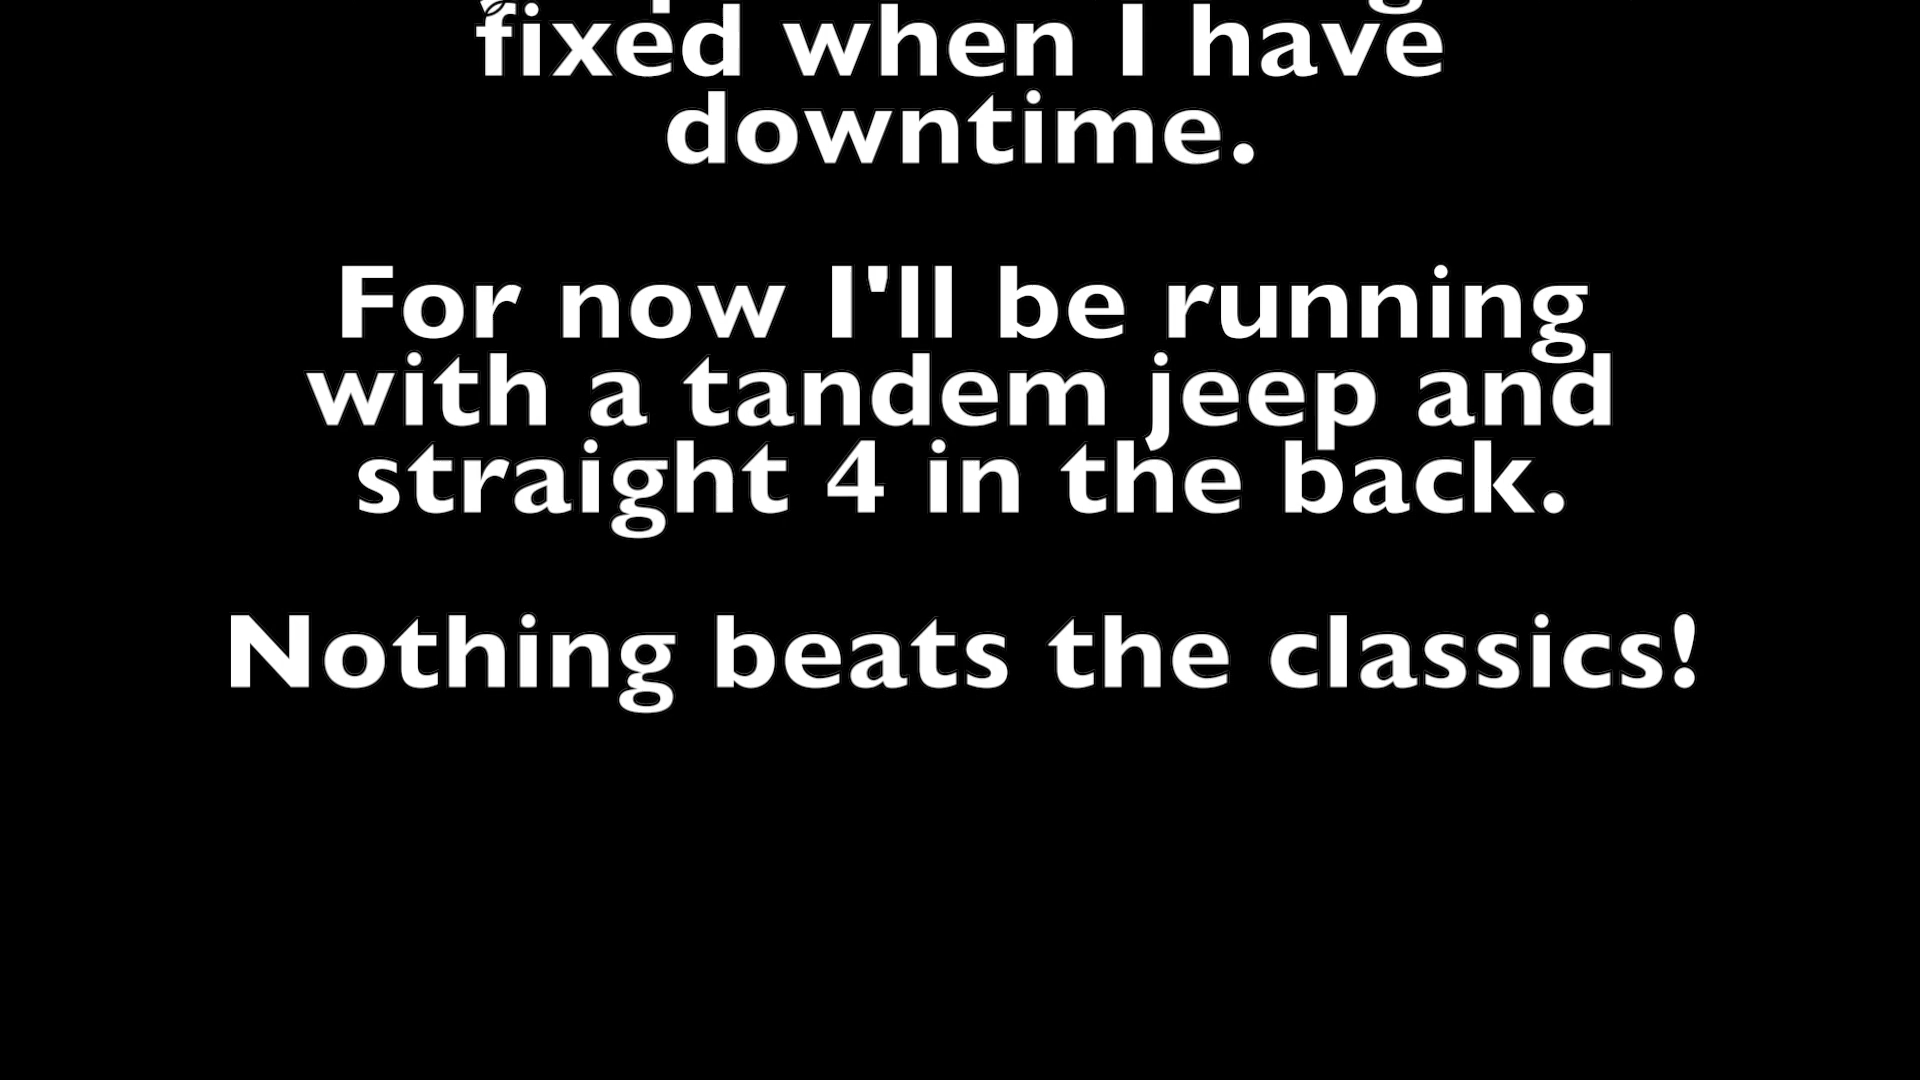 fixed when I have
downtime.
For now I'll be running
with a tandem jeep and
straight 4 in the back.
Nothing beats the classics!